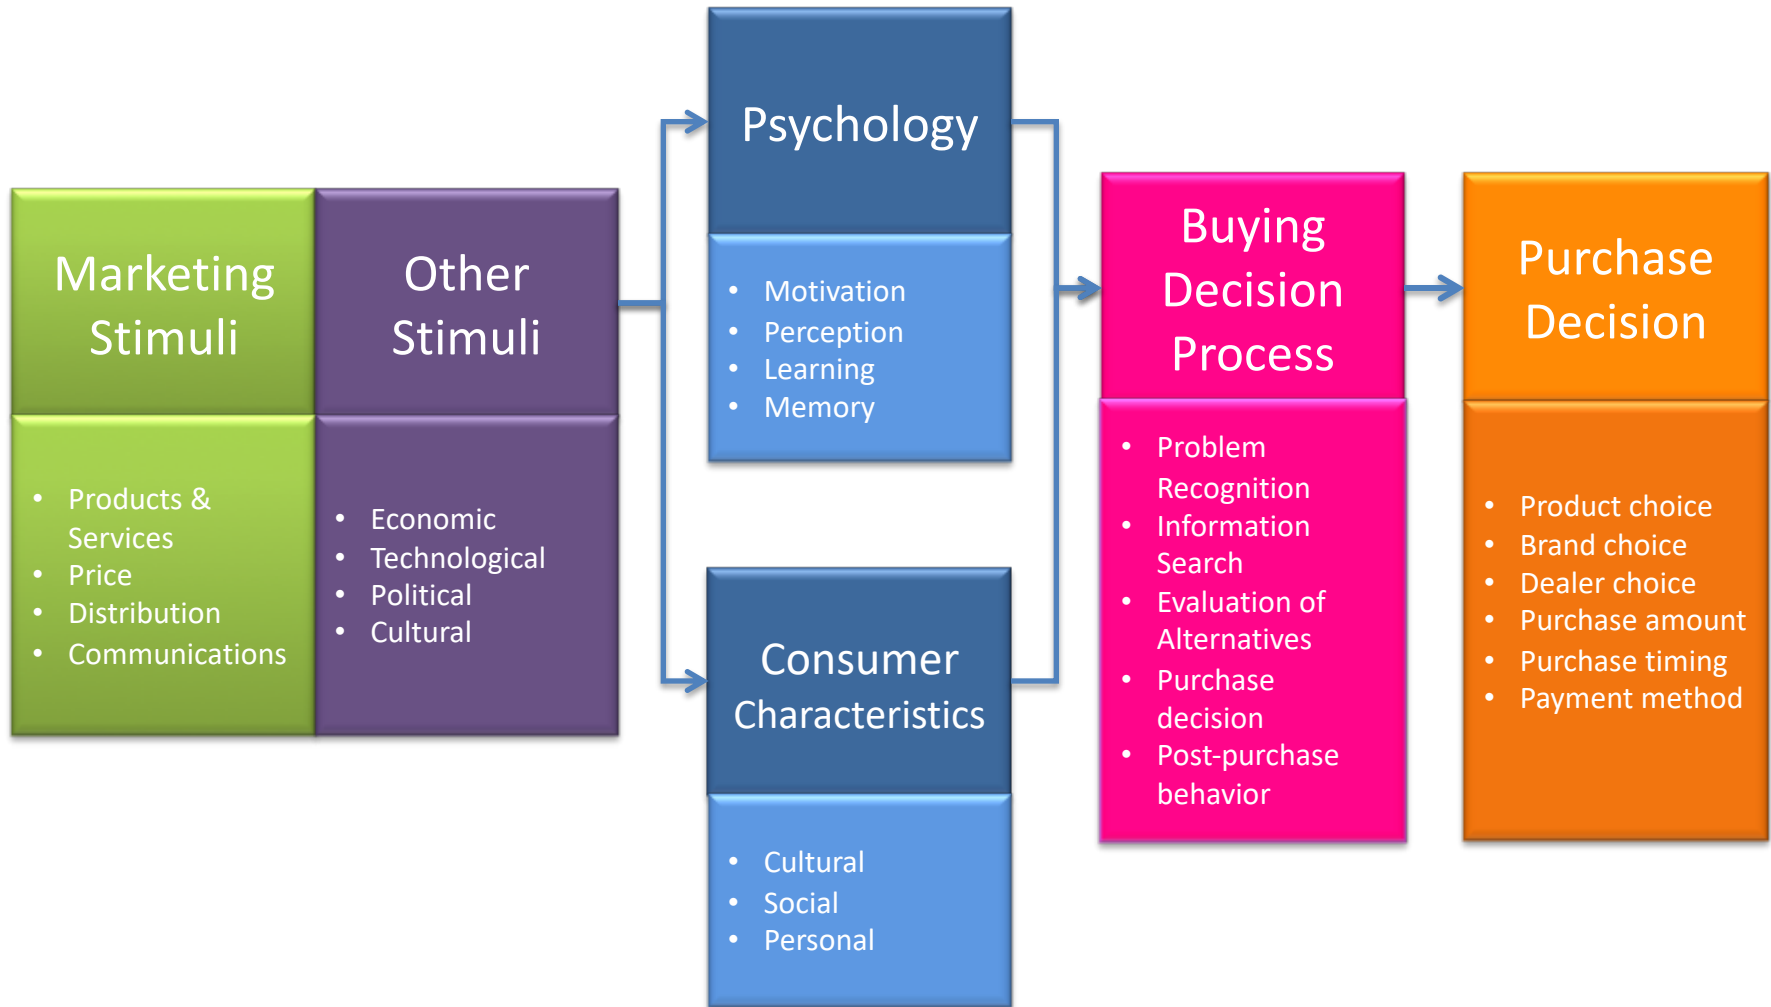 Marketing
Stimuli
• Products &
Services
• Price
• Distribution
• Communications
Other
Stimuli
• Economic
• Technological
• Political
• Cultural
Psychology
• Motivation
• Perception
• Learning
• Memory
Consumer
Characteristics
• Cultural
• Social
• Personal
Buying
Decision
Process
• Problem
Recognition
• Information
Search
• Evaluation of
Alternatives
• Purchase
decision
• Post-purchase
behavior
Purchase
Decision
• Product choice
• Brand choice
• Dealer choice
• Purchase amount
• Purchase timing
• Payment method